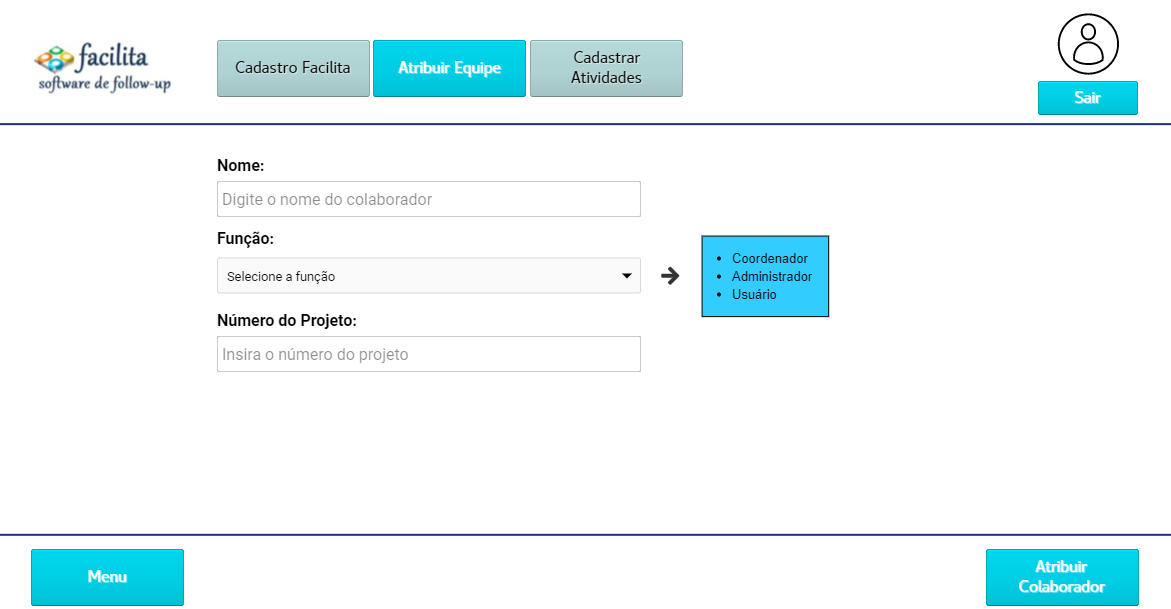 facilita
software de follow-up
Cadastro Facilita
Atribuir Equipe
Cadastrar
Atividades
Sair
Nome:
Digite o nome do colaborador
Função:
Selecione a função
• Coordenador
• Administrador
• Usuário
Número do Projeto:
Insira o número do projeto
Menu
Atribuir
Colaborador